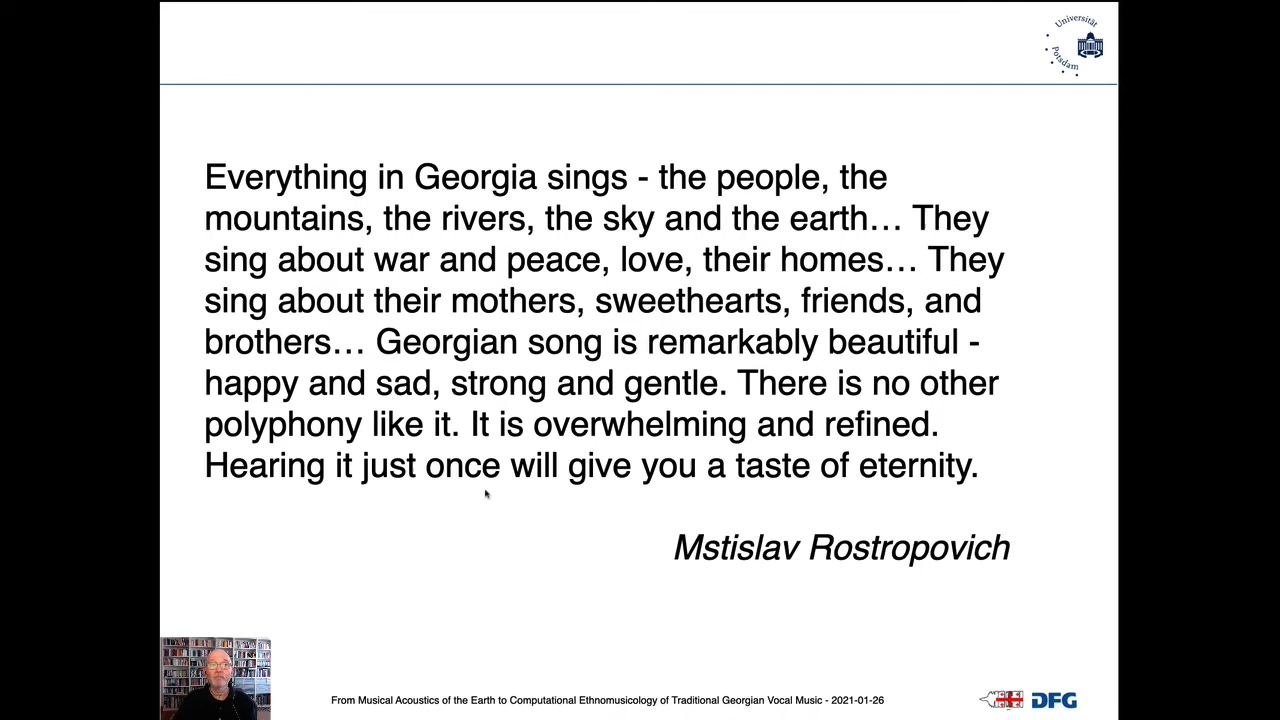 Universität
Potsdam
Everything in Georgia sings - the people, the
mountains, the rivers, the sky and the earth… They
sing about war and peace, love, their homes… They
sing about their mothers, sweethearts, friends, and
brothers… Georgian song is remarkably beautiful -
happy and sad, strong and gentle. There is no other
polyphony like it. It is overwhelming and refined.
Hearing it just once will give you a taste of eternity.
Mstislav Rostropovich
From Musical Acoustics of the Earth to Computational Ethnomusicology of Traditional Georgian Vocal Music - 2021-01-26
DFG